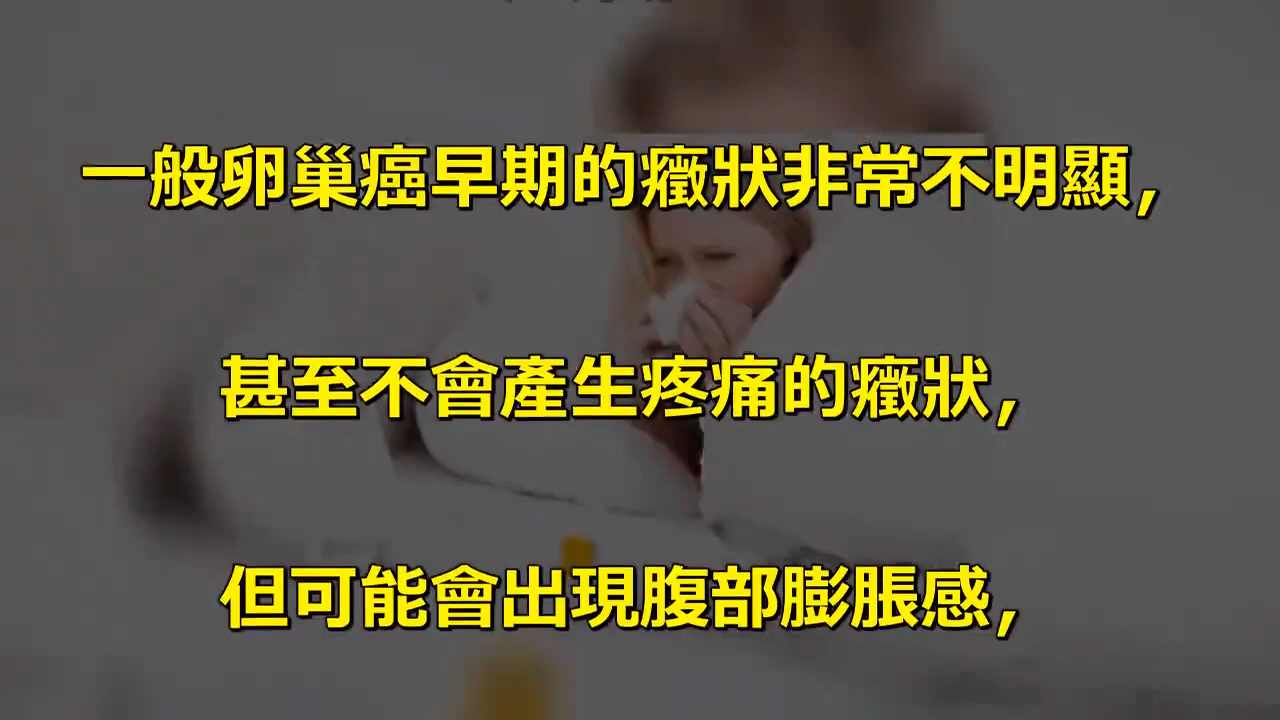 一般卵巢癌早期的癥狀非常不明顯，
甚至不會產生疼痛的癥狀，
但可能會出現腹部膨脹感，